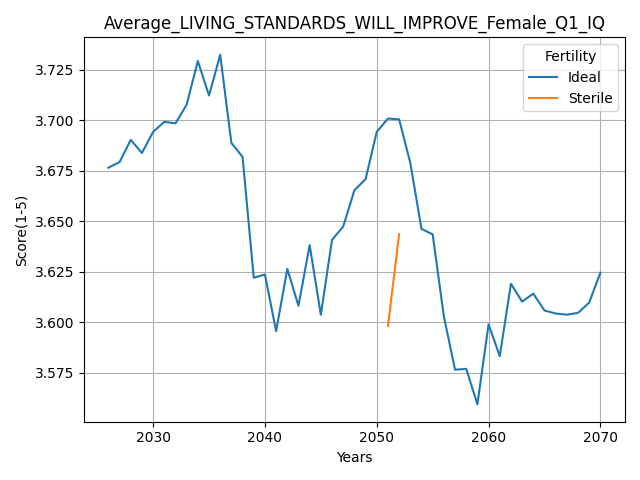 Average_LIVING_STANDARDS_WILL_IMPROVE_Female_Q1_IQ
Fertility
Ideal
Sterile
Score(1-5)
3.725
3.700
3.675
3.650
3.625
3.600
3.575
2030 2040 2050 2060 2070
Years